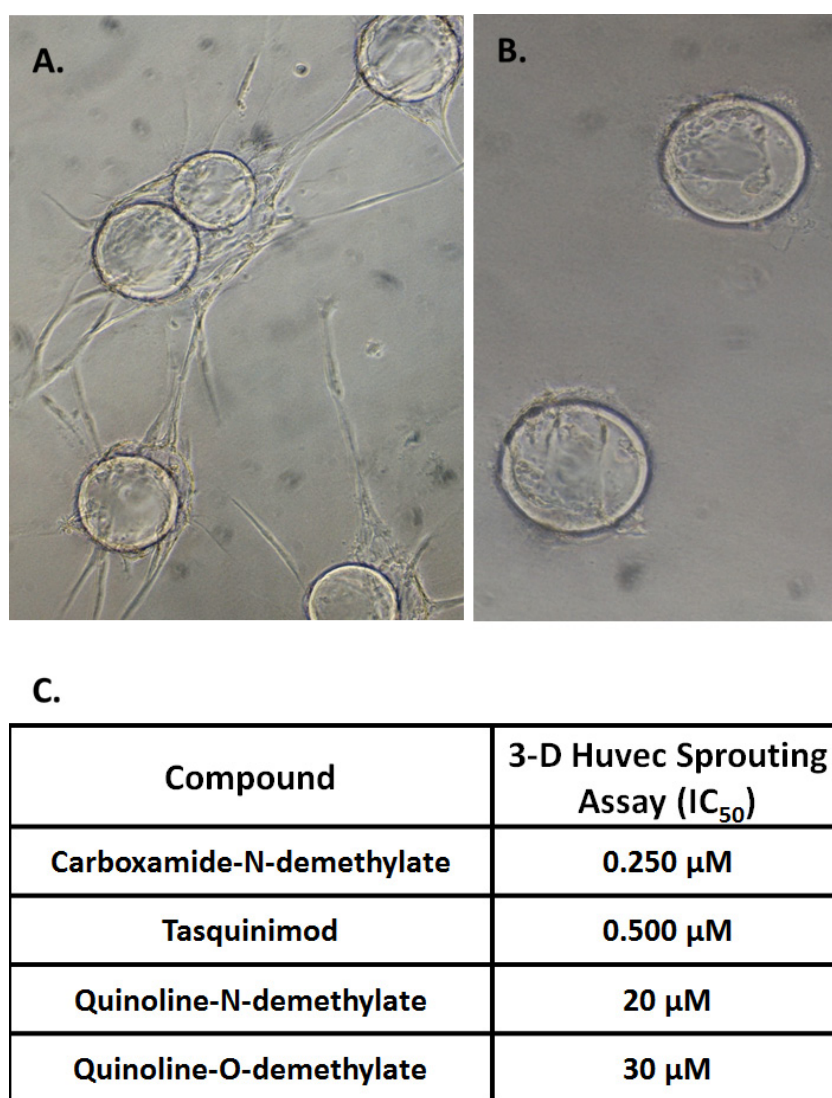 A.
B.
C.
Compound
3-D Huvec Sprouting
Assay (IC50)
Carboxamide-N-demethylate
0.250 µM
Tasquinimod
0.500 µM
Quinoline-N-demethylate
20 µM
Quinoline-O-demethylate
30 µM